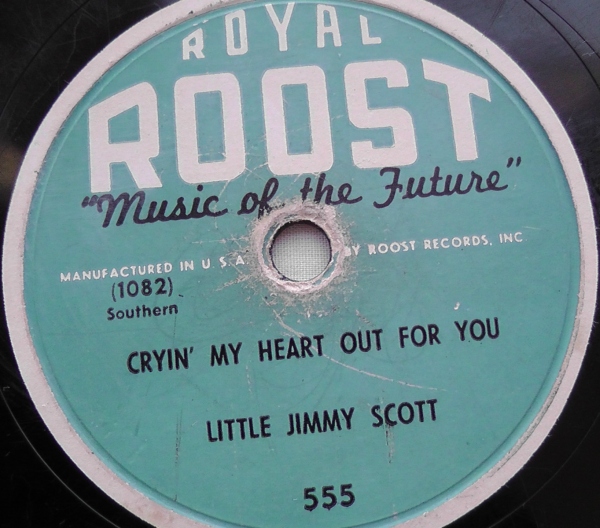 ROYAL
ROOST
"Music of the Future"
MANUFACTURED IN U. S. A. BY ROOST RECORDS, INC
(1082)
Southern
CRYIN' MY HEART OUT FOR YOU
LITTLE JIMMY SCOTT
555